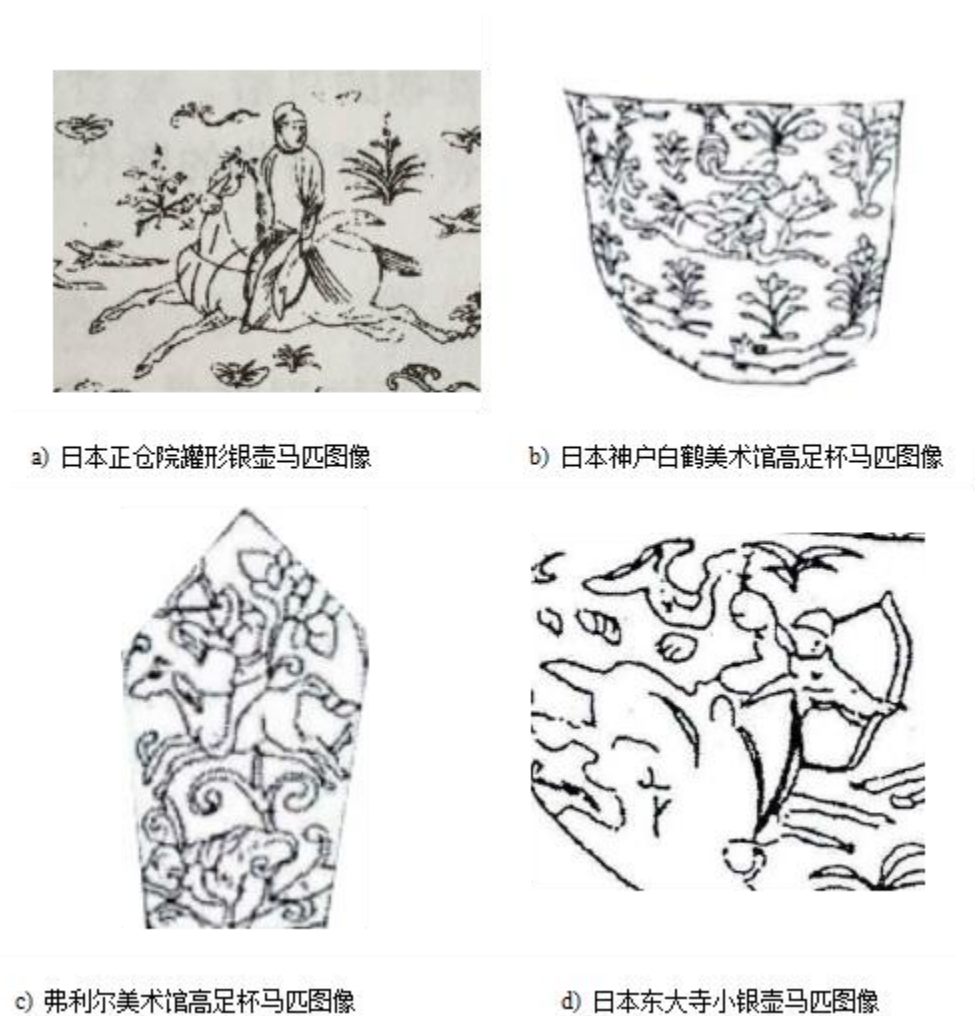 a) 日本正仓院罐形银壶马匹图像
b) 日本神户白鹤美术馆高足杯马匹图像
c) 弗利尔美术馆高足杯马匹图像
d) 日本东大寺小银壶马匹图像